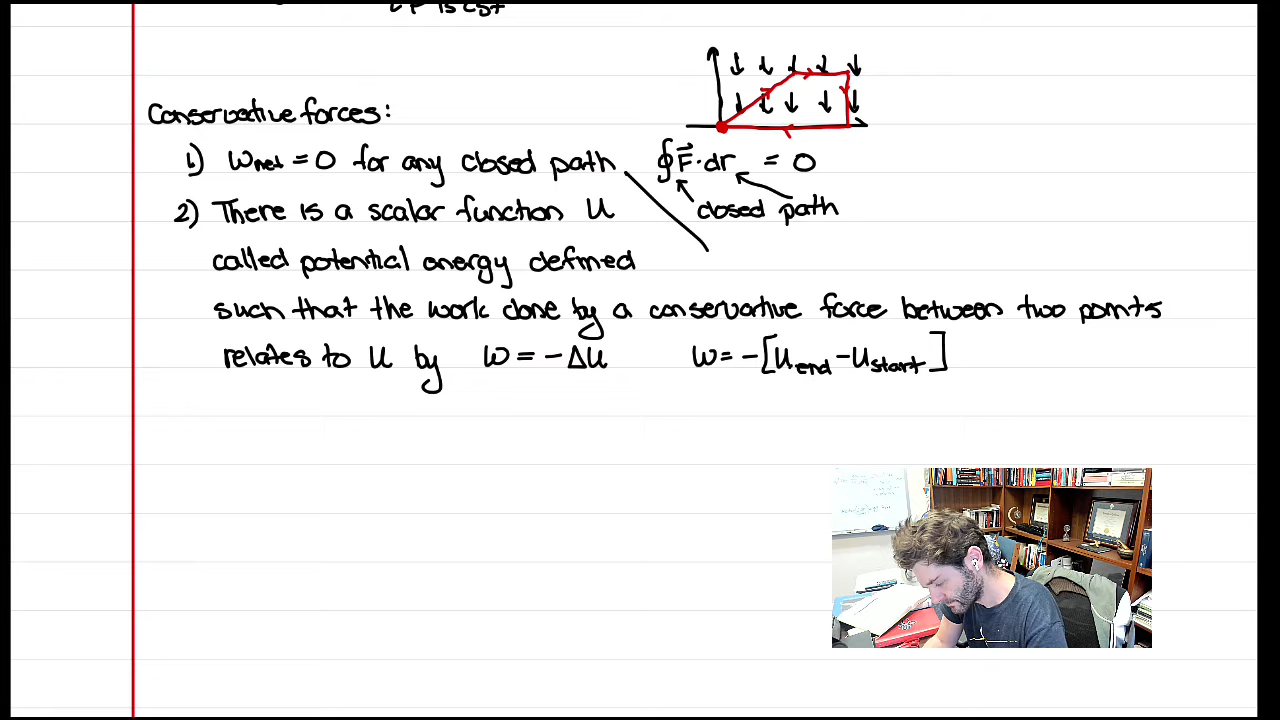 ↳ F is cst
Conservative forces:
1) Wnet = 0 for any closed path ∮F⃗·dr = 0
closed path
2) There is a scalar function U
called potential energy defined
such that the work done by a conservative force between two points
relates to U by W = -ΔU W = -[Uend - Ustart]